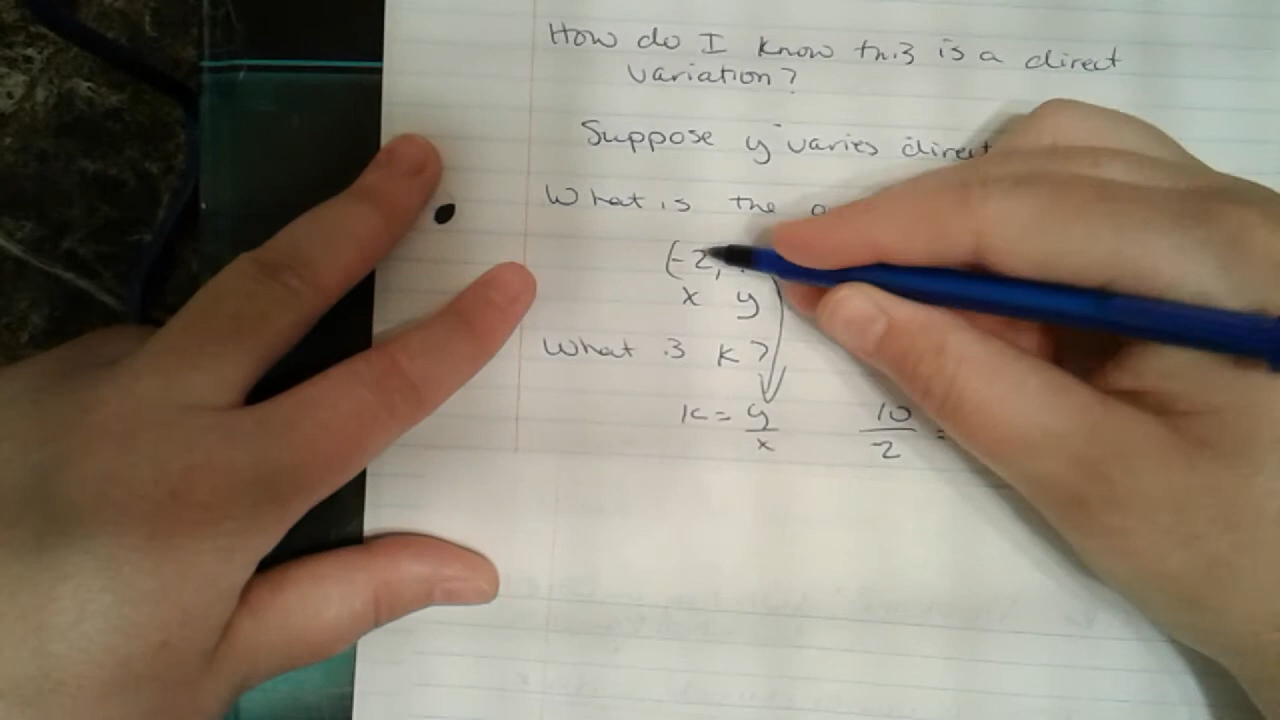 How do I know this is a direct
variation?
Suppose y varies direct
What is the
(-2,
x y
What is k?
k = y/x 10/2 =